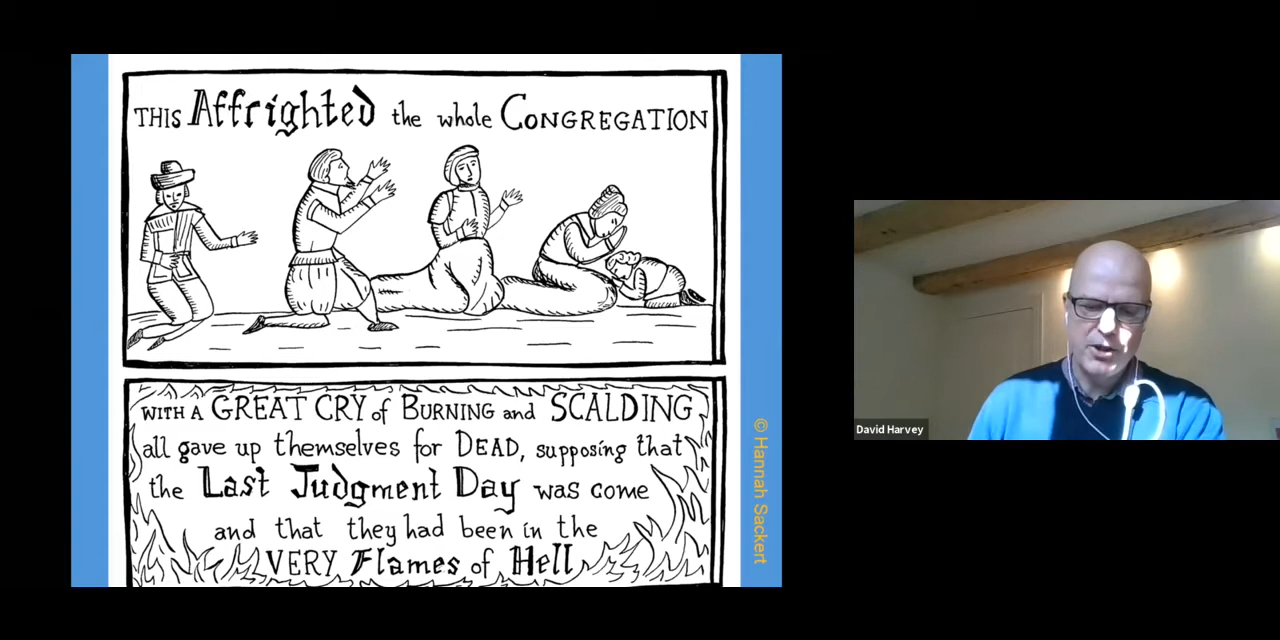 THIS Affrighted the whole CONGREGATION
WITH A GREAT CRY of BURNING and SCALDING
all gave up themselves for DEAD, supposing that
the Last Judgment Day was come
and that they had been in the
VERY Flames of Hell
© Hannah Sackert
David Harvey